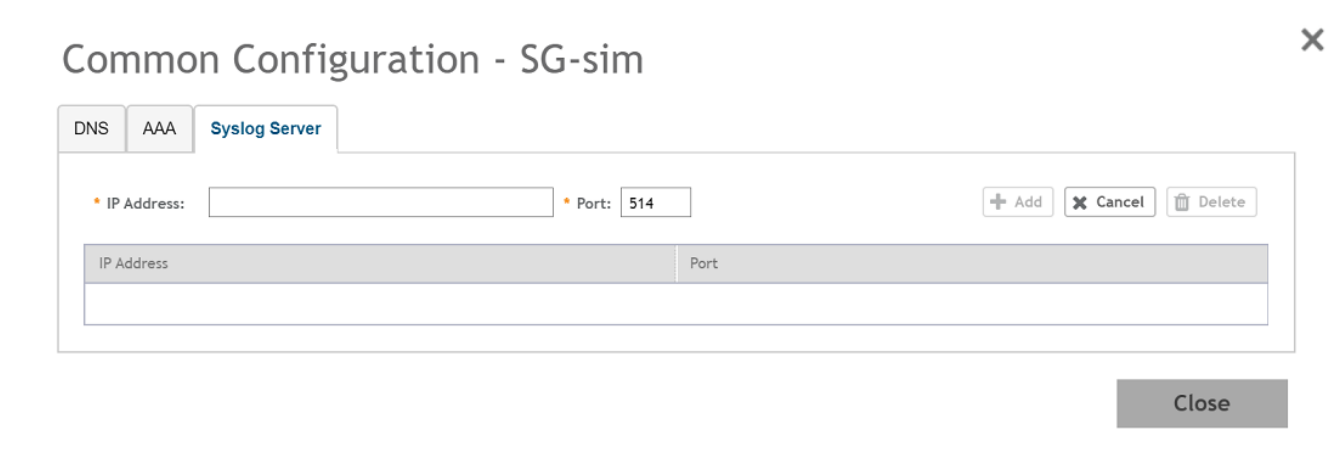 Common Configuration - SG-sim
DNS AAA Syslog Server
* IP Address: * Port: 514 Add Cancel Delete
IP Address Port
Close